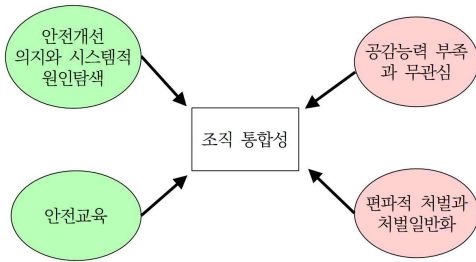 안전개선
의지와 시스템적
원인탐색
공감능력 부족
과 무관심
조직 통합성
안전교육
편파적 처벌과
처벌일반화